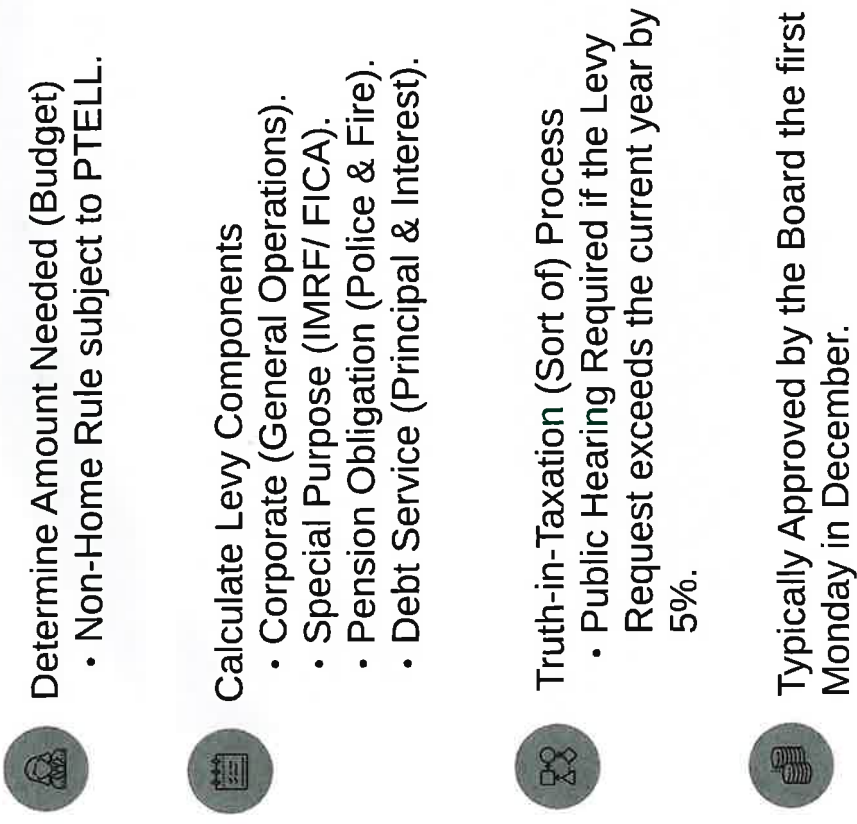 Determine Amount Needed (Budget)
• Non-Home Rule subject to PTELL.
Calculate Levy Components
• Corporate (General Operations).
• Special Purpose (IMRF/ FICA).
• Pension Obligation (Police & Fire).
• Debt Service (Principal & Interest).
Truth-in-Taxation (Sort of) Process
• Public Hearing Required if the Levy
Request exceeds the current year by
5%.
Typically Approved by the Board the first
Monday in December.